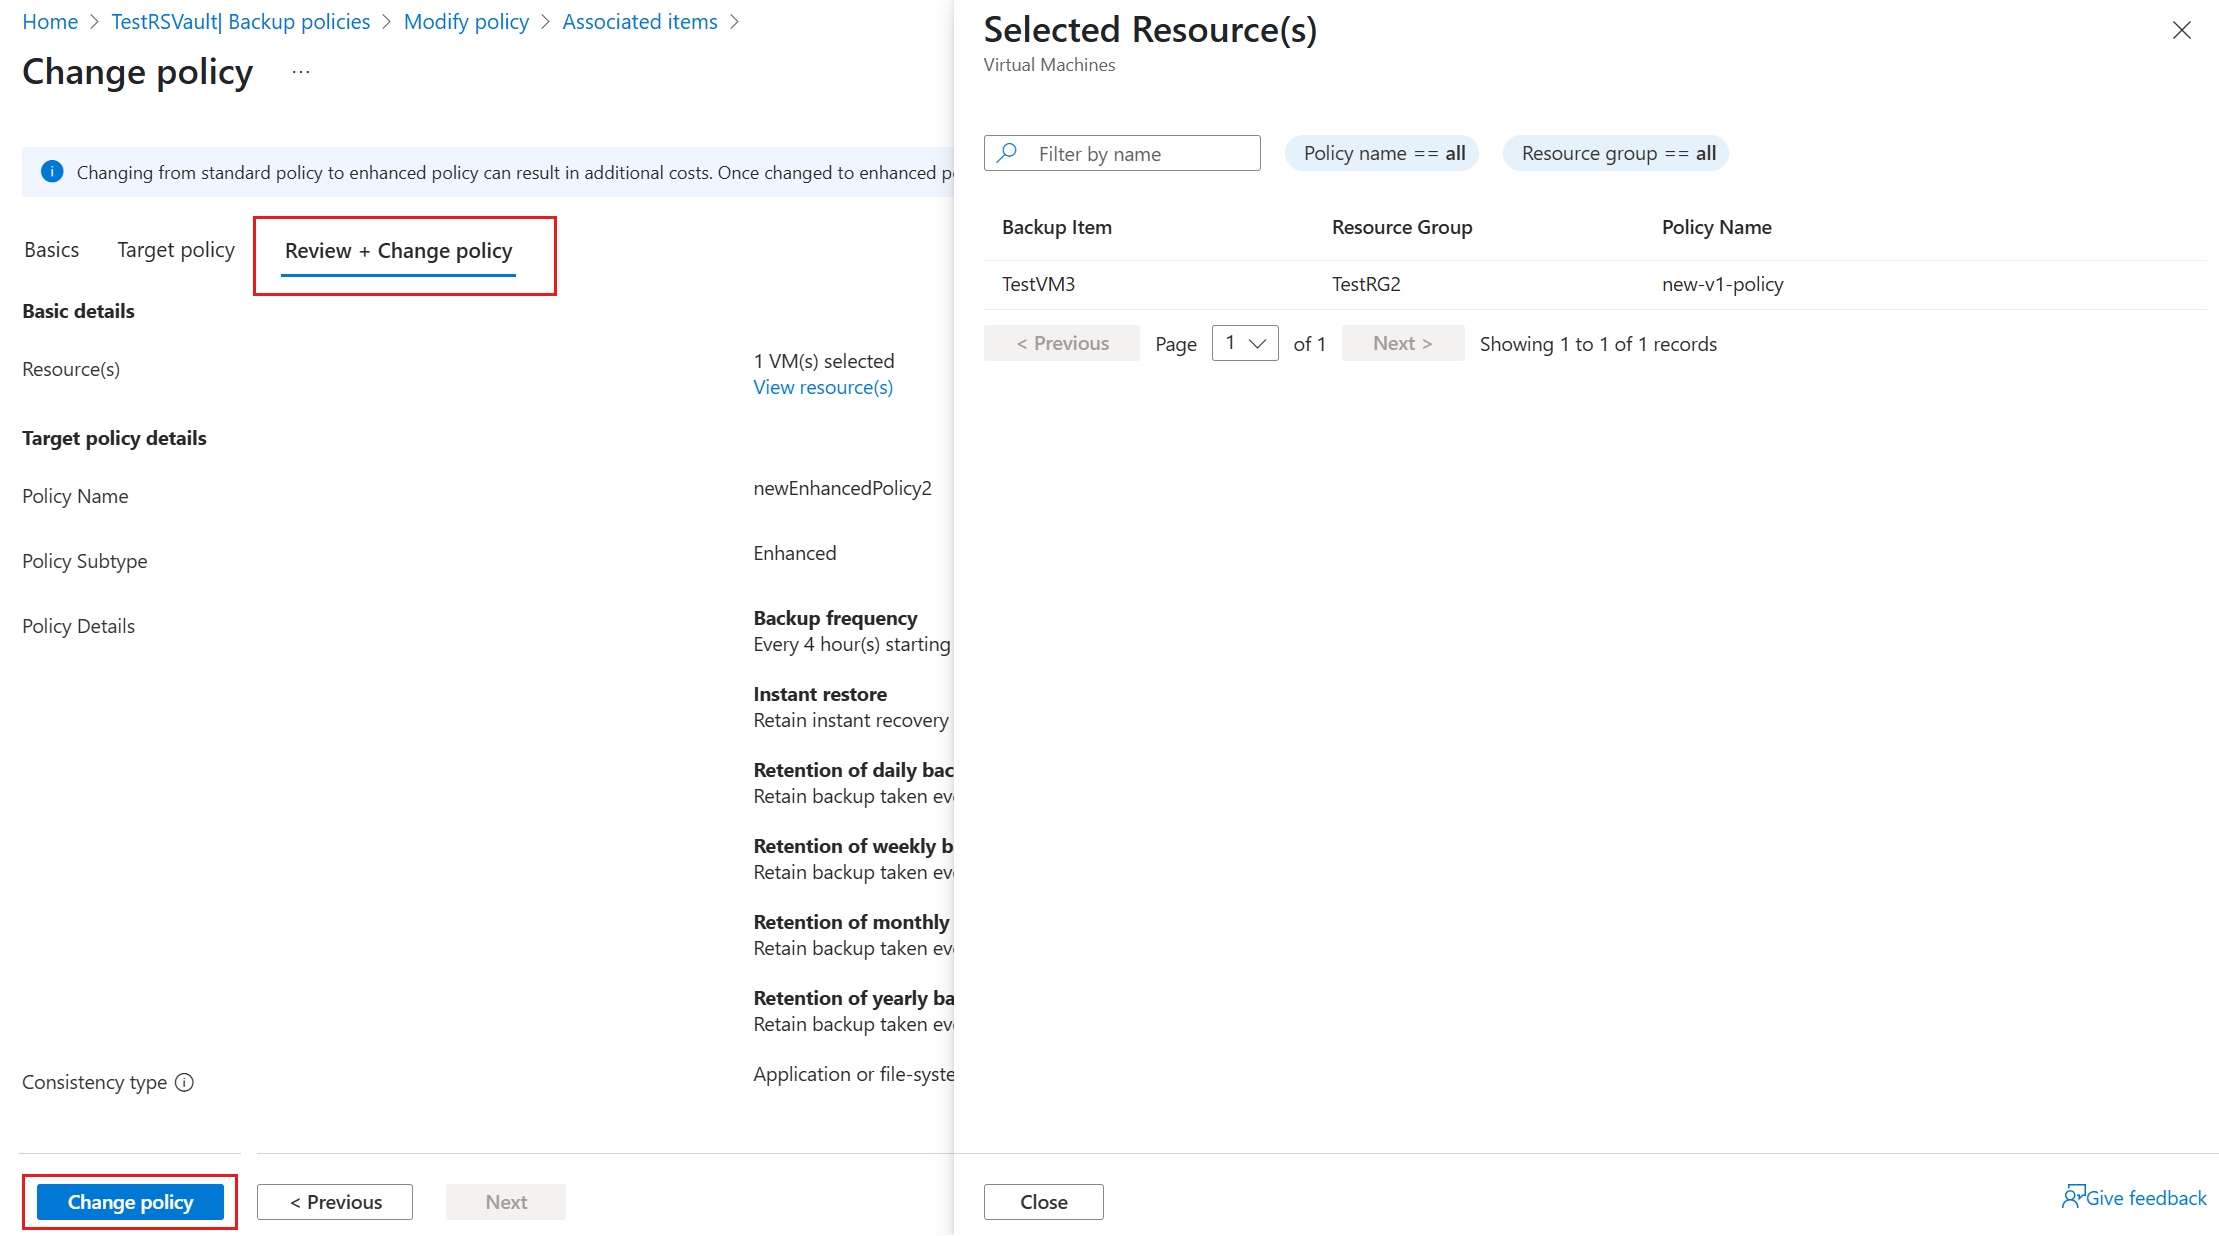 Home > TestRSVault| Backup policies > Modify policy > Associated items >
Change policy ...
Changing from standard policy to enhanced policy can result in additional costs. Once changed to enhanced
Basics Target policy Review + Change policy
Basic details
Resource(s)
1 VM(s) selected
View resource(s)
Target policy details
Policy Name
newEnhancedPolicy2
Policy Subtype
Enhanced
Policy Details
Backup frequency
Every 4 hour(s) starting
Instant restore
Retain instant recovery
Retention of daily bac
Retain backup taken
Retention of weekly b
Retain backup taken
Retention of monthly
Retain backup taken
Retention of yearly ba
Retain backup taken
Consistency type
Application or file-syste
Change policy < Previous Next
Selected Resource(s)
Virtual Machines
Filter by name Policy name == all Resource group == all
Backup Item Resource Group Policy Name
TestVM3 TestRG2 new-v1-policy
< Previous Page 1 of 1 Next > Showing 1 to 1 of 1 records
Close Give feedback